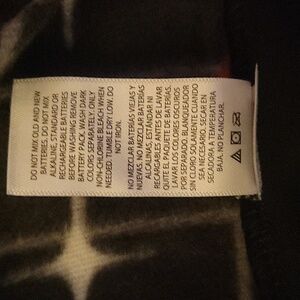 DO NOT MIX OLD AND NEW
BATTERIES. DO NOT MIX
ALKALINE, STANDARD OR
RECHARGEABLE BATTERIES
BEFORE WASHING REMOVE
BATTERY PACK. WASH DARK
COLORS SEPARATELY. ONLY
NON-CHLORINE BLEACH WHEN
NEEDED. TUMBLE DRY LOW, DO
NOT IRON.
NO MEZCLAR BATERIAS VIEJAS Y
NUEVAS. NO MEZCLAR BATERIAS
ALCALINAS, ESTANDAR NI
RECARGABLES ANTES DE LAVAR
QUITE EL PAQUETE DE BATERIAS.
LAVAR LOS COLORES OSCUROS
POR SEPARADO. BLANQUEADOR
SIN CLORO SOLAMENTE CUANDO
SEA NECESARIO. SECAR EN
SECADORA A TEMPERATURA
BAJA, NO PLANCHAR.